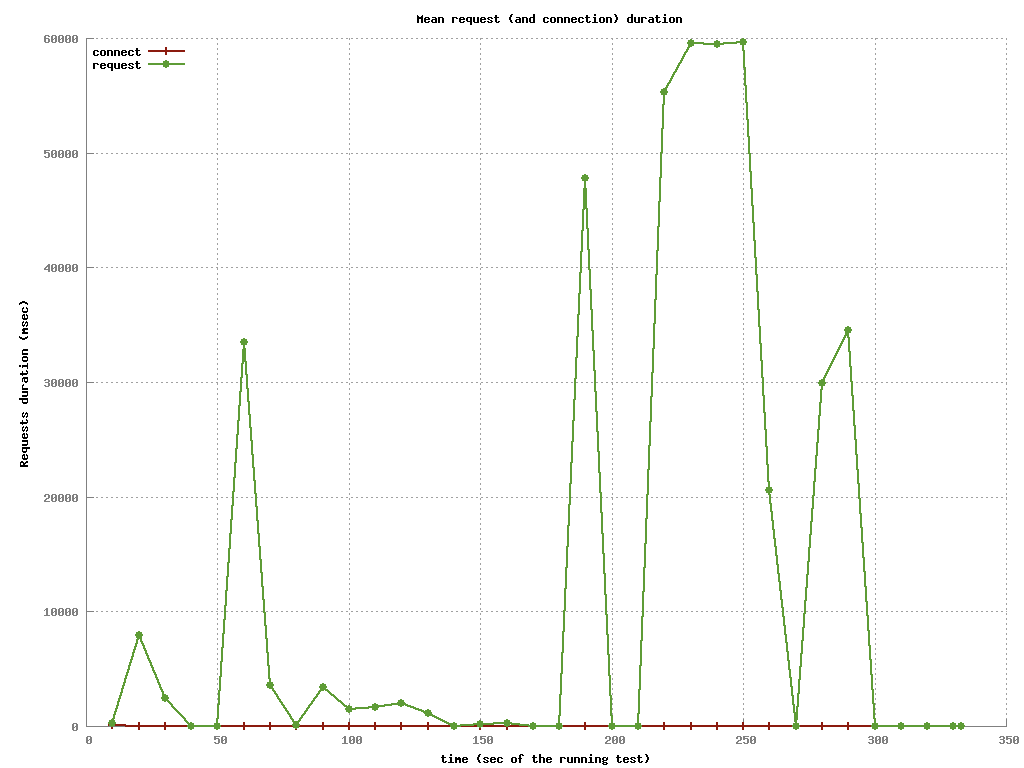 Mean request (and connection) duration
60000
connect
request
50000
40000
30000
20000
10000
0
Requests duration (msec)
0 50 100 150 200 250 300 350
time (sec of the running test)